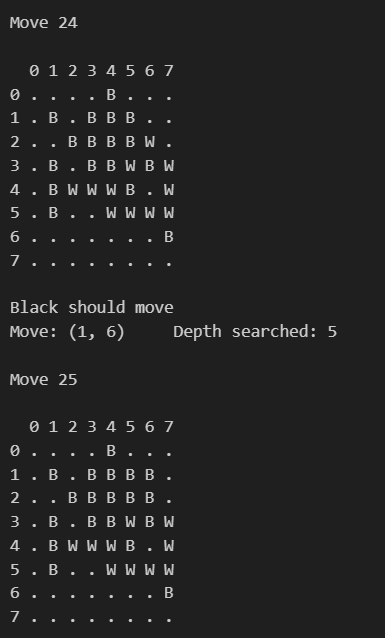 Move 24
0 1 2 3 4 5 6 7
0 . . . . B . . .
1 . B . B B B . .
2 . . B B B B W .
3 . B . B B W B W
4 . B W W W B . W
5 . B . . W W W W
6 . . . . . . . B
7 . . . . . . . .
Black should move
Move: (1, 6) Depth searched: 5
Move 25
0 1 2 3 4 5 6 7
0 . . . . B . . .
1 . B . B B B B .
2 . . B B B B B .
3 . B . B B W B W
4 . B W W W B . W
5 . B . . W W W W
6 . . . . . . . B
7 . . . . . . . .